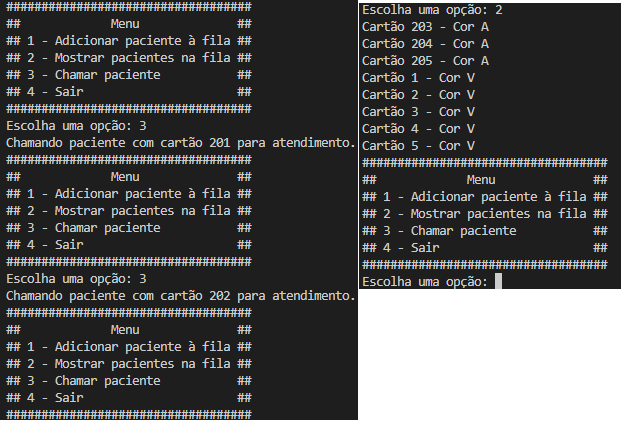 ###################################
##             Menu              ##
## 1 - Adicionar paciente à fila ##
## 2 - Mostrar pacientes na fila ##
## 3 - Chamar paciente           ##
## 4 - Sair                      ##
###################################
Escolha uma opção: 3
Chamando paciente com cartão 201 para atendimento.
###################################
##             Menu              ##
## 1 - Adicionar paciente à fila ##
## 2 - Mostrar pacientes na fila ##
## 3 - Chamar paciente           ##
## 4 - Sair                      ##
###################################
Escolha uma opção: 3
Chamando paciente com cartão 202 para atendimento.
###################################
##             Menu              ##
## 1 - Adicionar paciente à fila ##
## 2 - Mostrar pacientes na fila ##
## 3 - Chamar paciente           ##
## 4 - Sair                      ##
###################################
Escolha uma opção: 2
Cartão 203 - Cor A
Cartão 204 - Cor A
Cartão 205 - Cor A
Cartão 1 - Cor V
Cartão 2 - Cor V
Cartão 3 - Cor V
Cartão 4 - Cor V
Cartão 5 - Cor V
###################################
##             Menu              ##
## 1 - Adicionar paciente à fila ##
## 2 - Mostrar pacientes na fila ##
## 3 - Chamar paciente           ##
## 4 - Sair                      ##
###################################
Escolha uma opção: